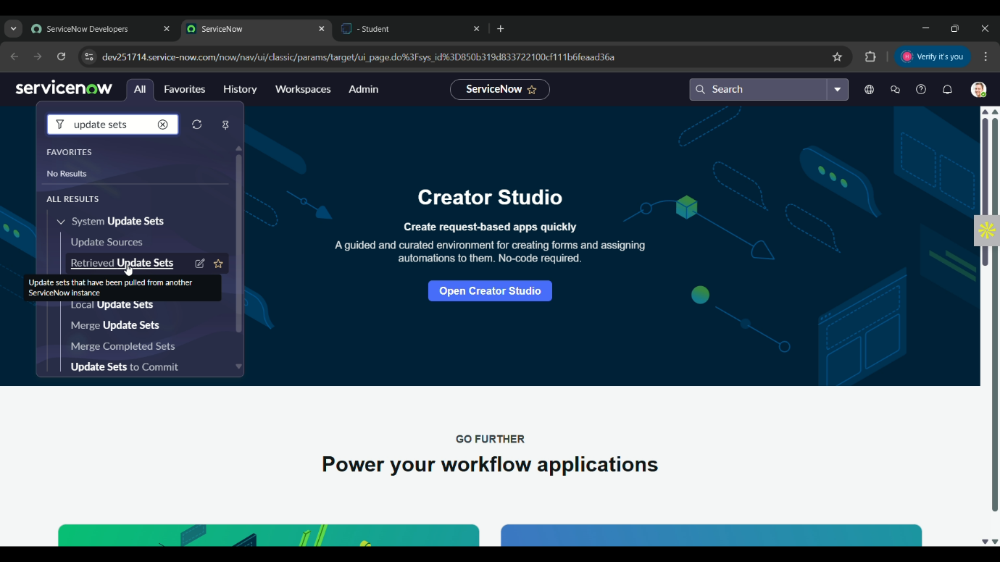 ServiceNow Developers
ServiceNow
- Student
dev251714.service-now.com/now/nav/ui/classic/params/target/ui_page.do%3Fsys_id%3D850b319d833722100cf111b6feaad36a
H
Verify it's you
servicenow
All
Favorites
History
Workspaces
Admin
ServiceNow
Search
update sets
FAVORITES
No Results
ALL RESULTS
System Update Sets
Update Sources
Retrieved Update Sets
Update sets that have been pulled from another
ServiceNow instance
Local Update Sets
Merge Update Sets
Merge Completed Sets
Update Sets to Commit
Creator Studio
Create request-based apps quickly
A guided and curated environment for creating forms and assigning
automations to them. No-code required.
Open Creator Studio
GO FURTHER
Power your workflow applications